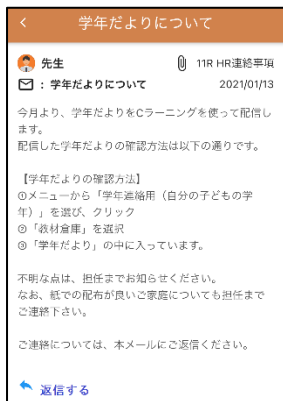 学年だよりについて
先生
11R HR連絡事項
：学年だよりについて
2021/01/13
今月より、学年だよりをCラーニングを使って配信し
ます。
配信した学年だよりの確認方法は以下の通りです。
【学年だよりの確認方法】
①メニューから「学年連絡用（自分の子どもの学
年）」を選び、クリック
②「教材倉庫」を選択
③「学年だより」の中に入っています。
不明な点は、担任までお知らせください。
なお、紙での配布が良いご家庭についても担任まで
ご連絡下さい。
ご連絡については、本メールにご返信ください。
返信する